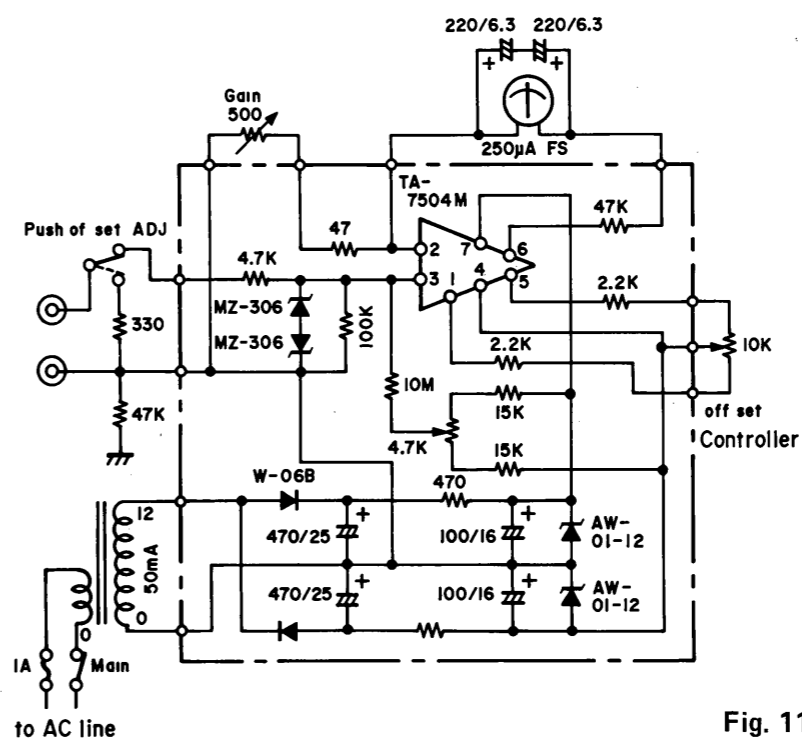 220/6.3 220/6.3
+ +
Gain
500
250µA FS
TA-
7504M
Push of set ADJ
47
2
7
6
47K
4.7K
3
1
4
5
2.2K
MZ-306
330
MZ-306
100K
2.2K
10K
10M
47K
15K
off set
4.7K
Controller
15K
W-06B
12
470
+
+
470/25
100/16
AW-
01-12
50mA
+
+
470/25
100/16
AW-
01-12
0
0
1A
Main
to AC line
Fig. 11